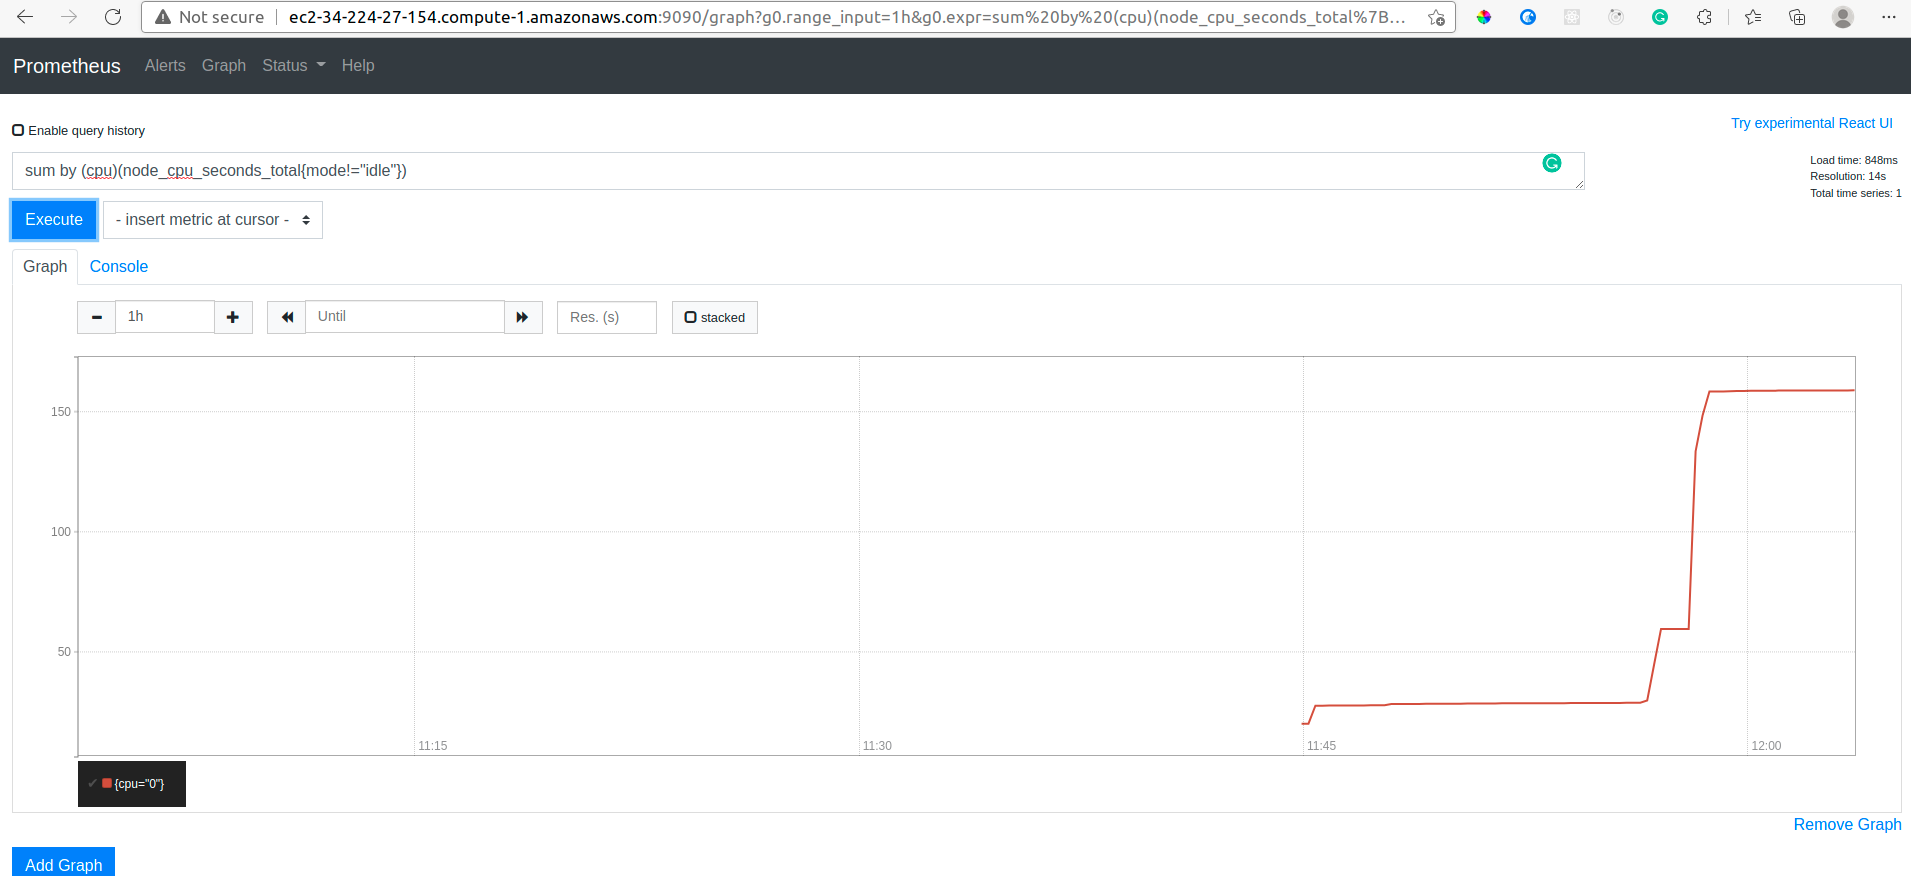 Not secure | ec2-34-224-27-154.compute-1.amazonaws.com:9090/graph?g0.range_input=1h&g0.expr=sum%20by%20(cpu)(node_cpu_seconds_total%7B...
Prometheus Alerts Graph Status Help
Enable query history
Try experimental React UI
sum by (cpu)(node_cpu_seconds_total{mode!="idle"})
Load time: 848ms
Resolution: 14s
Total time series: 1
Execute - insert metric at cursor -
Graph Console
1h Until Res. (s) stacked
150
100
50
11:15 11:30 11:45 12:00
{cpu="0"}
Remove Graph
Add Graph